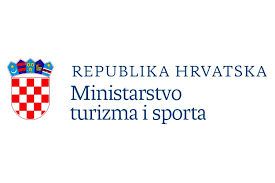 REPUBLIKA HRVATSKA
Ministarstvo
turizma i sporta